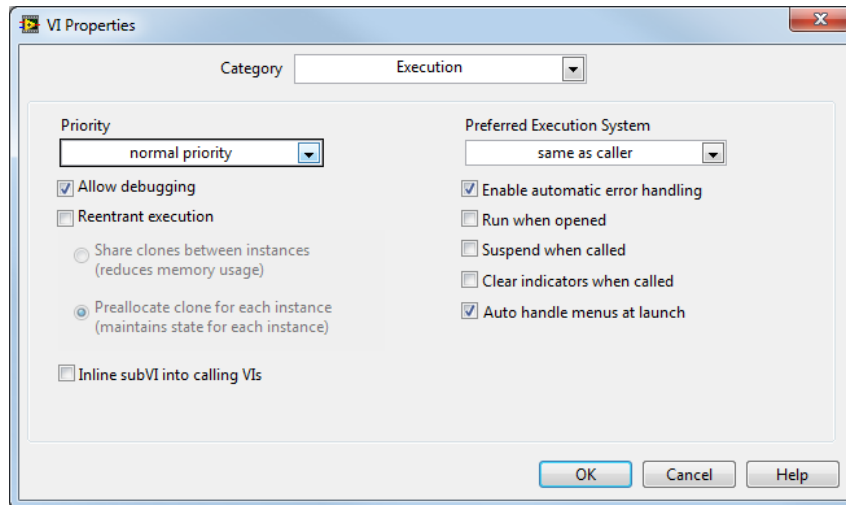 VI Properties
Category
Execution
Priority
normal priority
Allow debugging
Reentrant execution
Share clones between instances
(reduces memory usage)
Preallocate clone for each instance
(maintains state for each instance)
Inline subVI into calling VIs
Preferred Execution System
same as caller
Enable automatic error handling
Run when opened
Suspend when called
Clear indicators when called
Auto handle menus at launch
OK
Cancel
Help